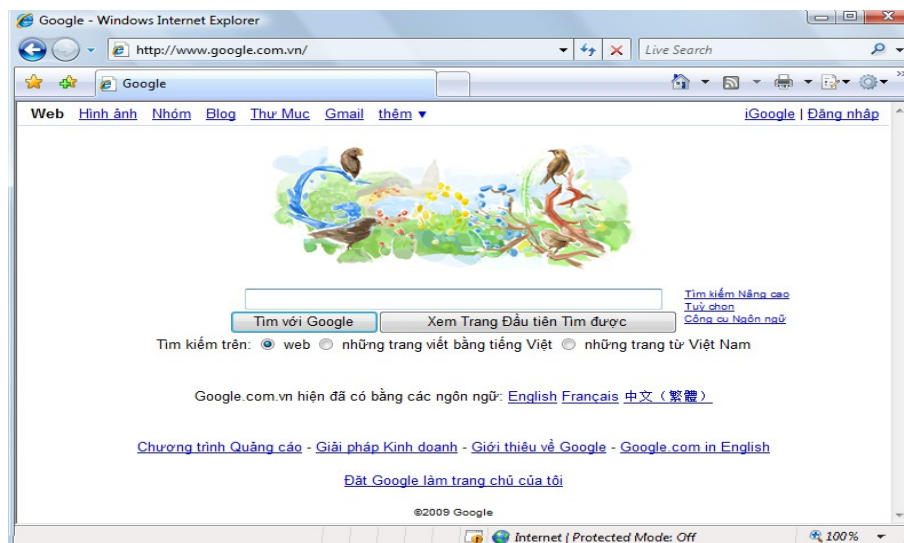 Google - Windows Internet Explorer
http://www.google.com.vn/ Live Search
Google
Web Hình ảnh Nhóm Blog Thư Mục Gmail thêm ▼ iGoogle | Đăng nhập
Tìm kiếm Nâng cao
Tuỳ chọn
Công cụ Ngôn ngữ
Tìm với Google Xem Trang Đầu tiên Tìm được
Tìm kiếm trên: web những trang viết bằng tiếng Việt những trang từ Việt Nam
Google.com.vn hiện đã có bằng các ngôn ngữ: English Français 中文（繁體）
Chương trình Quảng cáo - Giải pháp Kinh doanh - Giới thiệu về Google - Google.com in English
Đặt Google làm trang chủ của tôi
©2009 Google
Internet | Protected Mode: Off 100%